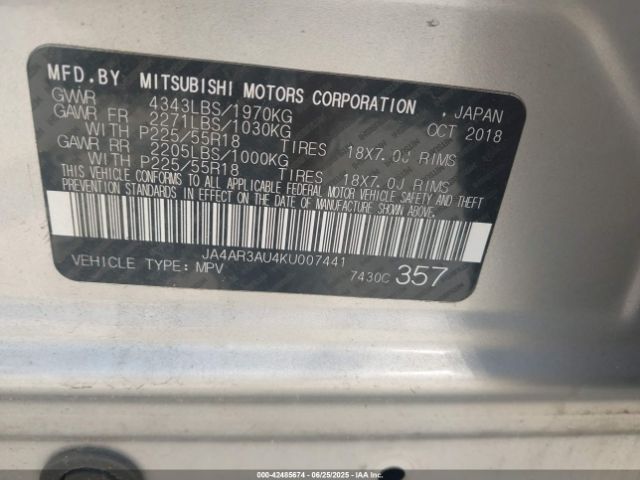 MFD.BY MITSUBISHI MOTORS CORPORATION , JAPAN
GVWR 4343LBS/1970KG OCT 2018
GAWR FR 2271LBS/1030KG
WITH P225/55R18 TIRES 18X7.0J RIMS
GAWR RR 2205LBS/1000KG
WITH P225/55R18 TIRES 18X7.0J RIMS
THIS VEHICLE CONFORMS TO ALL APPLICABLE FEDERAL MOTOR VEHICLE SAFETY AND THEFT
PREVENTION STANDARDS IN EFFECT ON THE DATE OF MANUFACTURE SHOWN ABOVE.
JA4AR3AU4KU007441
VEHICLE TYPE: MPV 7430C 357
000-42485674 - 06/25/2025 - IAAI.COM